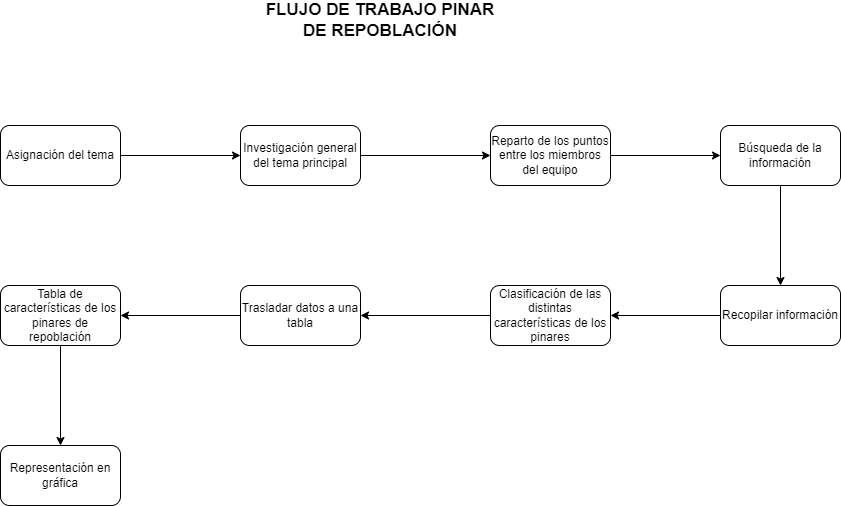 FLUJO DE TRABAJO PINAR
DE REPOBLACIÓN
Asignación del tema
Investigación general
del tema principal
Reparto de los puntos
entre los miembros
del equipo
Búsqueda de la
información
Recopilar información
Clasificación de las
distintas
características de los
pinares
Trasladar datos a una
tabla
Tabla de
características de los
pinares de
repoblación
Representación en
gráfica